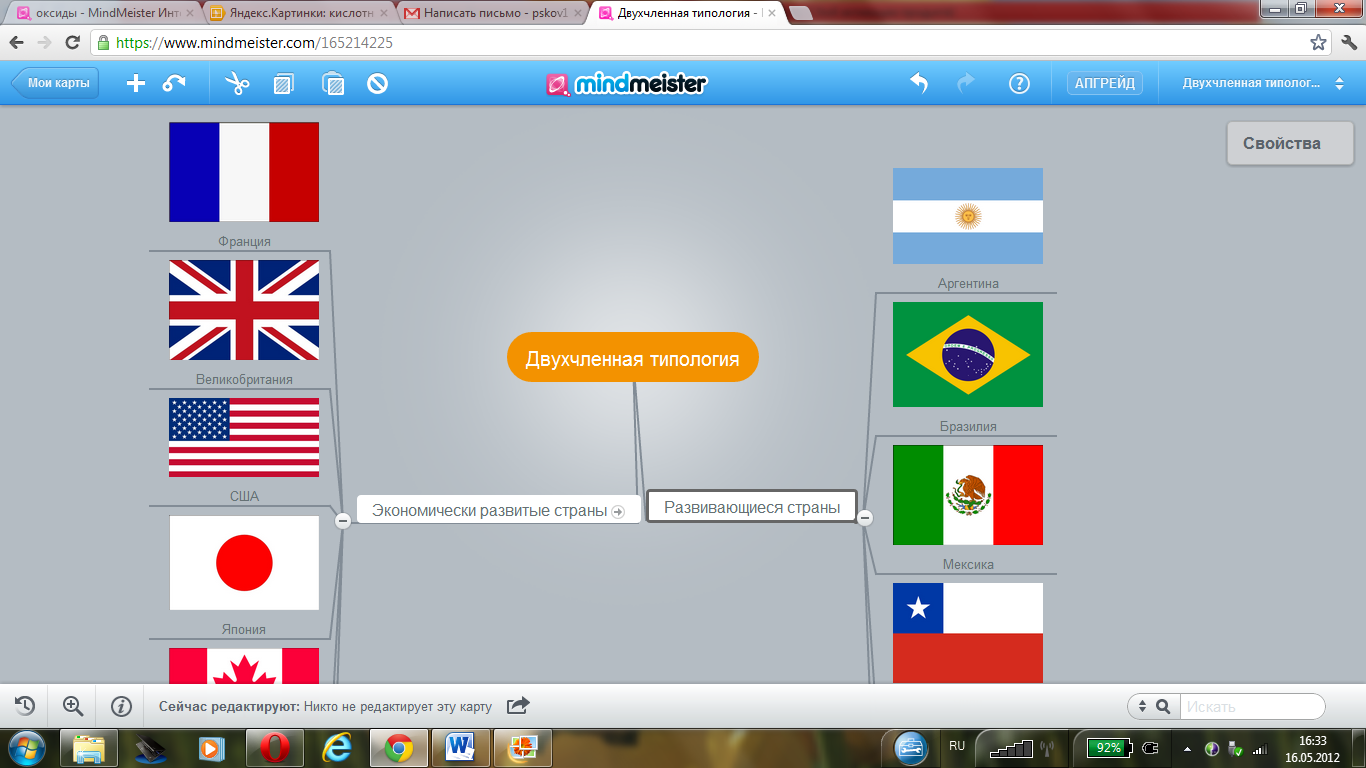 оксиды - MindMeister Инте
Яндекс.Картинки: кислотн
Написать письмо - pskov1
Двухчленная типология -
https://www.mindmeister.com/165214225
Мои карты
mindmeister
АПГРЕЙД
Двухчленная типолог...
Свойства
Франция
Великобритания
США
Япония
Двухчленная типология
Экономически развитые страны
Развивающиеся страны
Аргентина
Бразилия
Мексика
Сейчас редактируют: Никто не редактирует эту карту
Искать
RU
92%
16:33
16.05.2012